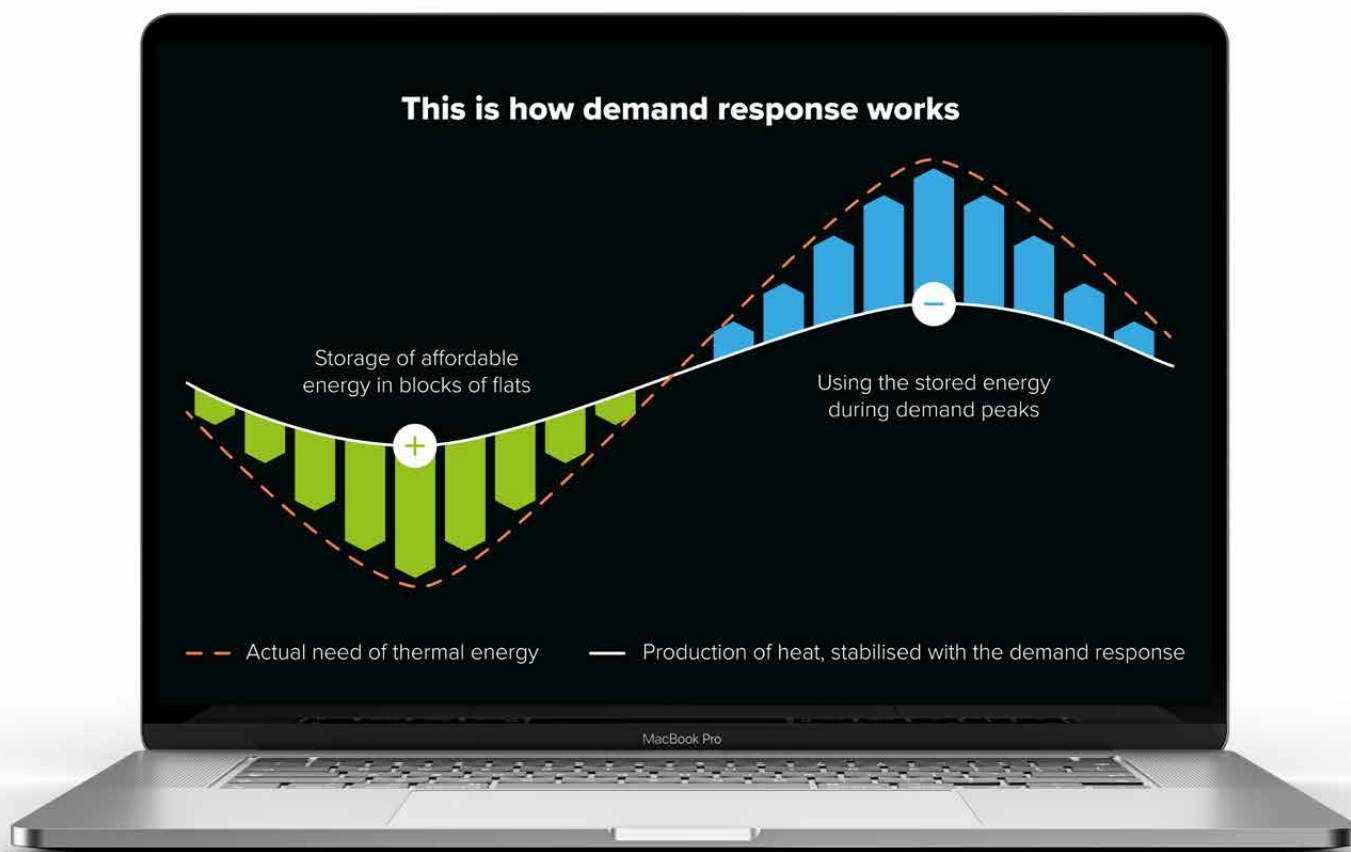 This is how demand response works
Storage of affordable
energy in blocks of flats
+
−
Using the stored energy
during demand peaks
Actual need of thermal energy
Production of heat, stabilised with the demand response
MacBook Pro